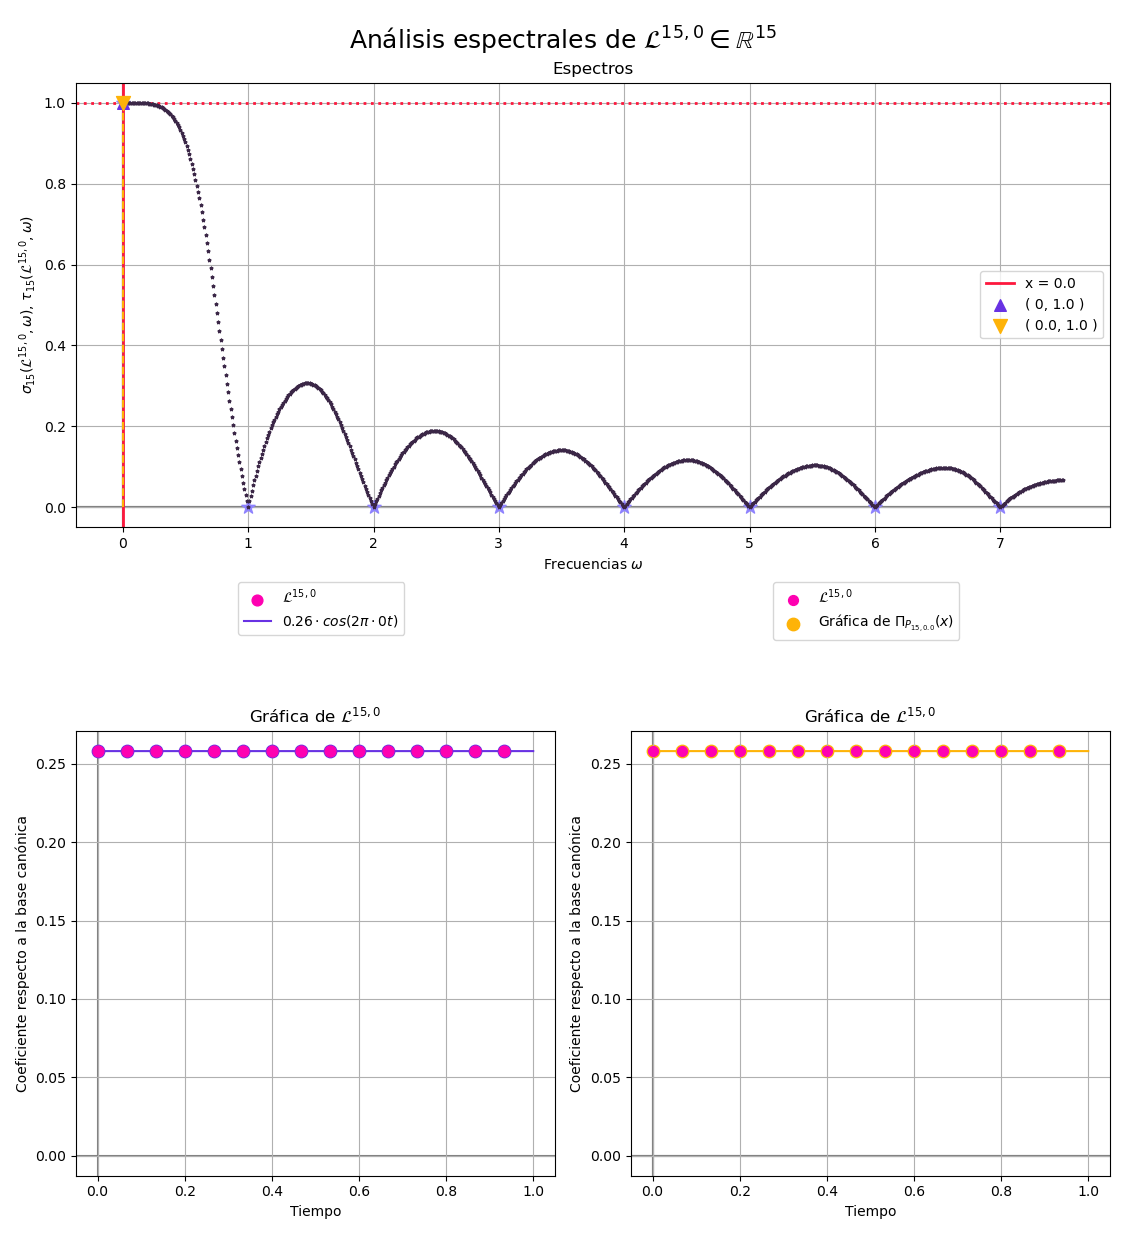 Análisis espectrales de $\mathcal{L}^{15,0} \in \mathbb{R}^{15}$
Espectros
1.0
0.8
0.6
0.4
0.2
0.0
$\sigma_{15}(\mathcal{L}^{15,0}, \omega), \tau_{15}(\mathcal{L}^{15,0}, \omega)$
x = 0.0
( 0, 1.0 )
( 0.0, 1.0 )
0 1 2 3 4 5 6 7
Frecuencias ω
$\mathcal{L}^{15,0}$
$0.26 \cdot cos(2\pi \cdot 0t)$
$\mathcal{L}^{15,0}$
Gráfica de $\Pi_{P_{15,0.0}}(x)$
Gráfica de $\mathcal{L}^{15,0}$
0.25
0.20
0.15
0.10
0.05
0.00
Coeficiente respecto a la base canónica
0.0 0.2 0.4 0.6 0.8 1.0
Tiempo
Gráfica de $\mathcal{L}^{15,0}$
0.25
0.20
0.15
0.10
0.05
0.00
Coeficiente respecto a la base canónica
0.0 0.2 0.4 0.6 0.8 1.0
Tiempo